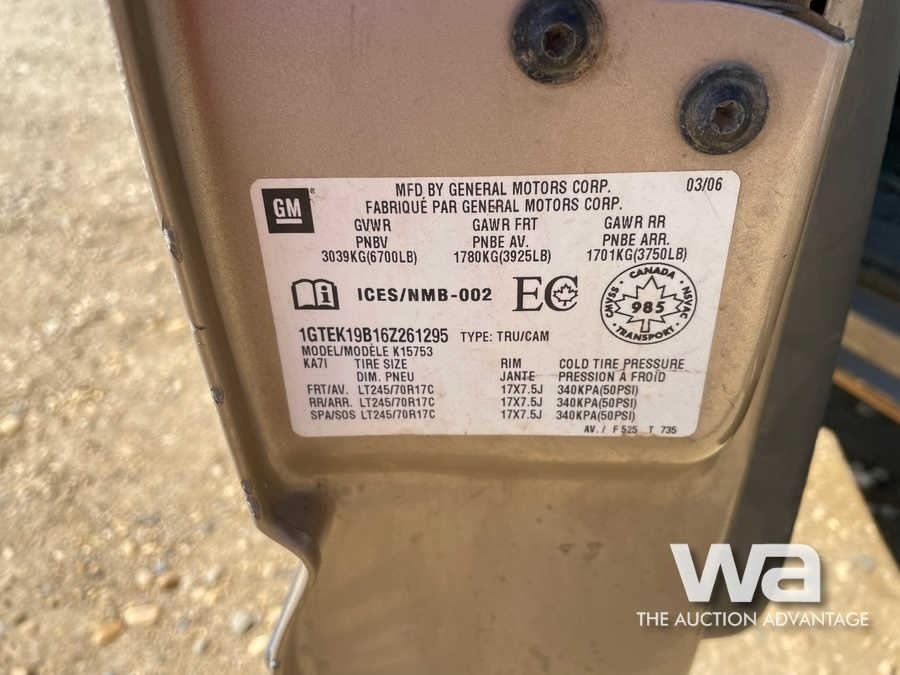 GM
®
MFD BY GENERAL MOTORS CORP. 03/06
FABRIQUÉ PAR GENERAL MOTORS CORP.
GVWR GAWR FRT GAWR RR
PNBV PNBE AV. PNBE ARR.
3039KG(6700LB) 1780KG(3925LB) 1701KG(3750LB)
i ICES/NMB-002 EC
CANADA
CMVSS 985 NSVAC
TRANSPORT
1GTEK19B16Z261295 TYPE: TRU/CAM
MODEL/MODÈLE K15753
KA7I TIRE SIZE RIM COLD TIRE PRESSURE
DIM. PNEU JANTE PRESSION À FROID
FRT/AV. LT245/70R17C 17X7.5J 340KPA(50PSI)
RR/ARR. LT245/70R17C 17X7.5J 340KPA(50PSI)
SPA/SOS LT245/70R17C 17X7.5J 340KPA(50PSI)
AV. / F 525 T 735
wa
THE AUCTION ADVANTAGE